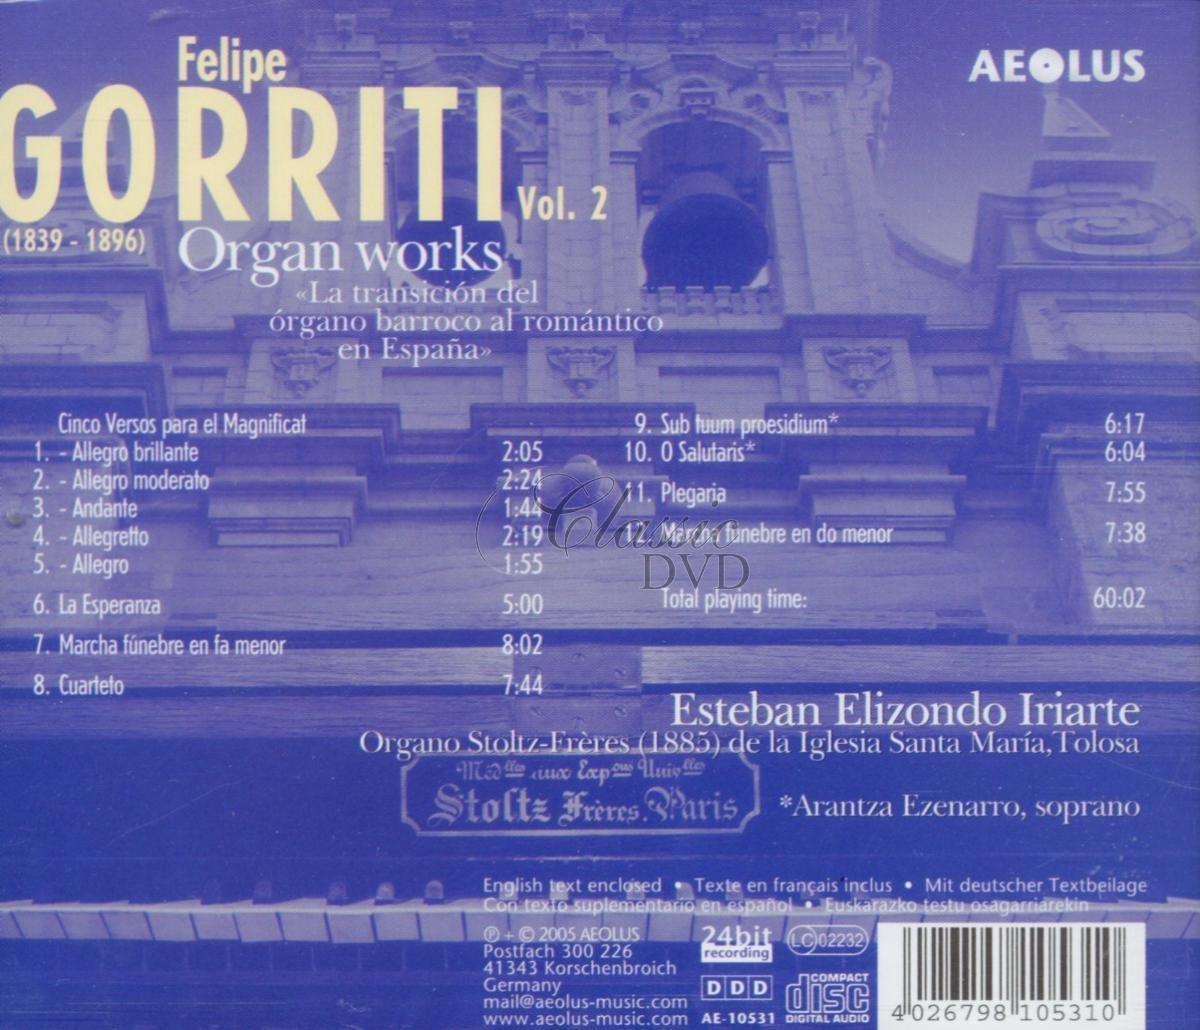 Felipe
AEOLUS
GORRITI
Vol. 2
(1839 - 1896)
Organ works
«La transición del
órgano barroco al romántico
en España»
Cinco Versos para el Magnificat
1. - Allegro brillante 2:05
2. - Allegro moderato 2:24
3. - Andante 1:44
4. - Allegretto 2:19
5. - Allegro 1:55
6. La Esperanza 5:00
7. Marcha fúnebre en fa menor 8:02
8. Cuarteto 7:44
9. Sub tuum proesidium* 6:17
10. O Salutaris* 6:04
11. Plegaria 7:55
12. Marcha fúnebre en do menor 7:38
Total playing time: 60:02
Classic
DVD
Esteban Elizondo Iriarte
Organo Stoltz-Frères (1885) de la Iglesia Santa María, Tolosa
Med^lles aux Exp^ous Univ^lles
Stoltz Frères. Paris
*Arantza Ezenarro, soprano
English text enclosed • Texte en français inclus • Mit deutscher Textbeilage
Con texto suplementario en español • Euskarazko testu osagarriarekin
℗ + © 2005 AEOLUS
Postfach 300 226
41343 Korschenbroich
Germany
mail@aeolus-music.com
www.aeolus-music.com
24bit
recording
DDD
AE-10531
LC 02232
COMPACT
disc
DIGITAL AUDIO
4 026798 105310